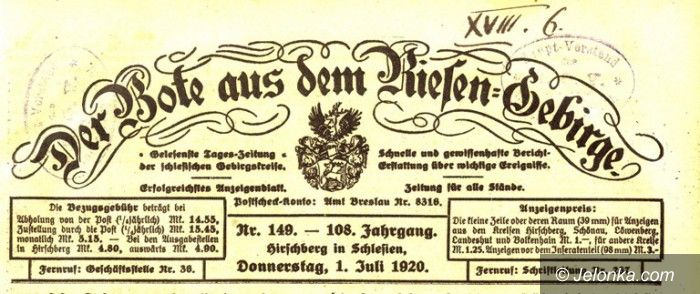 XVIII. 6.
Der Bote aus dem Riesen-Gebirge.
Gelesenste Tages-Zeitung
der schlesischen Gebirgskreise.
Erfolgreichstes Anzeigenblatt.
Schnelle und gewissenhafte Bericht-
Erstattung über wichtige Ereignisse.
Zeitung für alle Stände.
Postscheck-Konto: Amt Breslau Nr. 8316.
Die Bezugsgebühr beträgt bei
Abholung von der Post (1/4jährlich) Mk. 14.55,
Zustellung durch die Post (1/4jährlich) Mk. 15.45,
monatlich Mk. 5.15. — Bei den Ausgabestellen
in Hirschberg Mk. 4.80, auswärts Mk. 4.90.
Fernruf: Geschäftsstelle Nr. 36.
Nr. 149. — 108. Jahrgang.
Hirschberg in Schlesien,
Donnerstag, 1. Juli 1920.
Anzeigenpreis:
Die kleine Zeile oder deren Raum (39 mm) für Anzeigen
aus den Kreisen Hirschberg, Schönau, Löwenberg,
Landeshut und Bolkenhain M. 1.—, für andere Kreise
M. 1.25. Anzeigen vor dem Inseratenteil (98 mm) M. 3.—
Fernruf:
© Jelonka.com